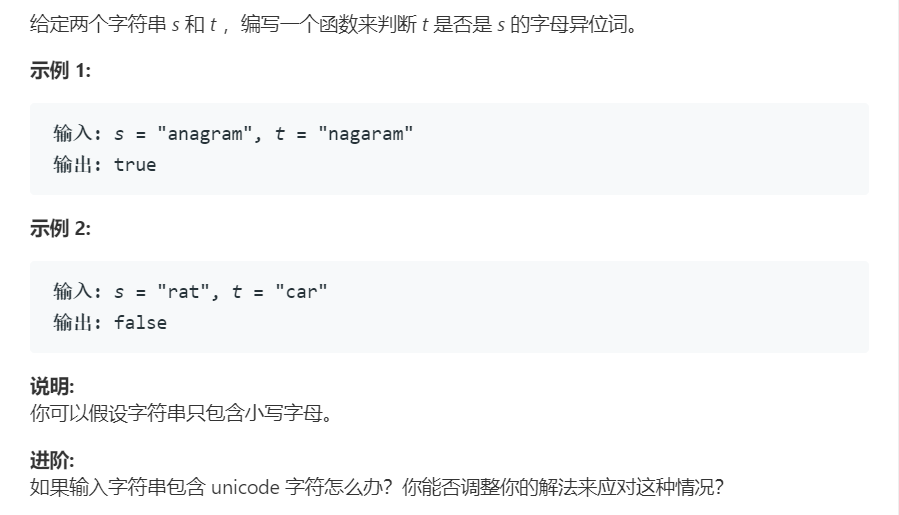 给定两个字符串 s 和 t ，编写一个函数来判断 t 是否是 s 的字母异位词。
示例 1:
输入: s = "anagram", t = "nagaram"
输出: true
示例 2:
输入: s = "rat", t = "car"
输出: false
说明:
你可以假设字符串只包含小写字母。
进阶:
如果输入字符串包含 unicode 字符怎么办？你能否调整你的解法来应对这种情况？